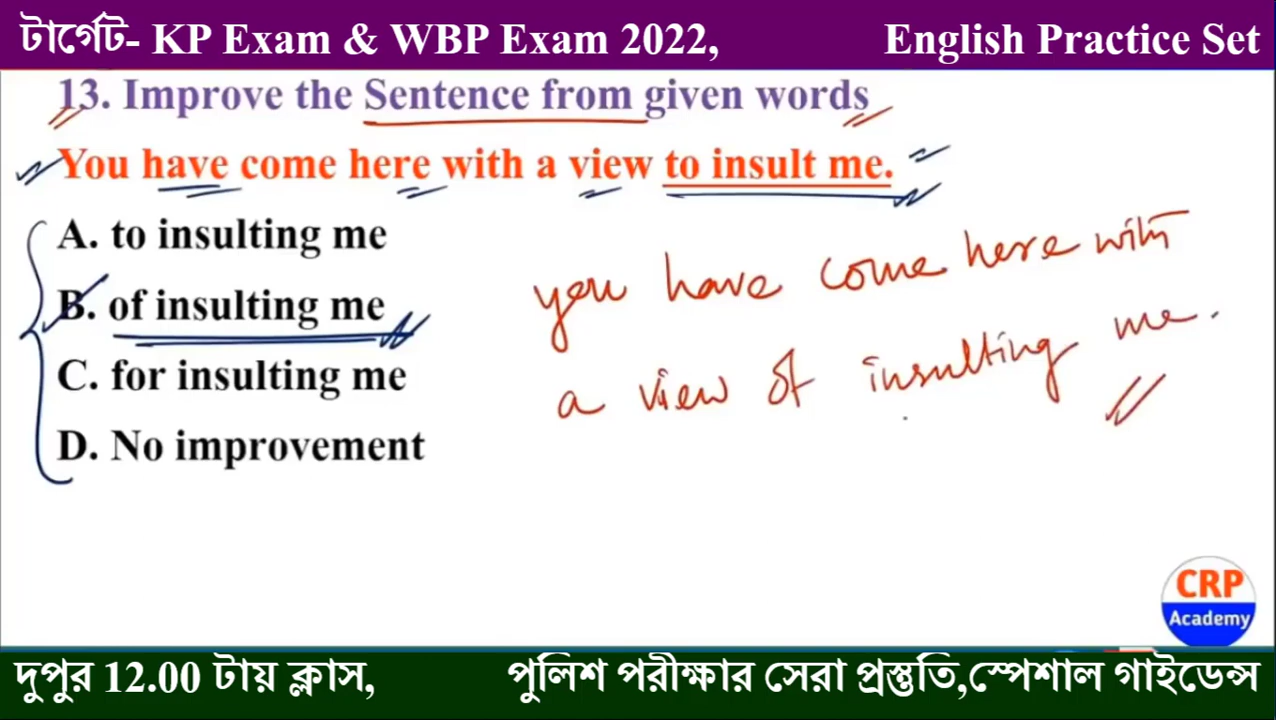 টার্গেট- KP Exam & WBP Exam 2022, English Practice Set
13. Improve the Sentence from given words
You have come here with a view to insult me.
A. to insulting me
B. of insulting me
C. for insulting me
D. No improvement
you have come here with
a view of insulting me.
CRP
Academy
দুপুর 12.00 টায় ক্লাস, পুলিশ পরীক্ষার সেরা প্রস্তুতি,স্পেশাল গাইডেন্স